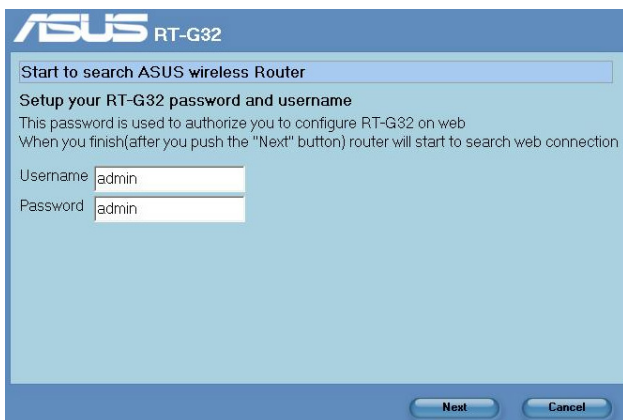 ASUS RT-G32
Start to search ASUS wireless Router
Setup your RT-G32 password and username
This password is used to authorize you to configure RT-G32 on web
When you finish(after you push the "Next" button) router will start to search web connection
Username admin
Password admin
Next Cancel